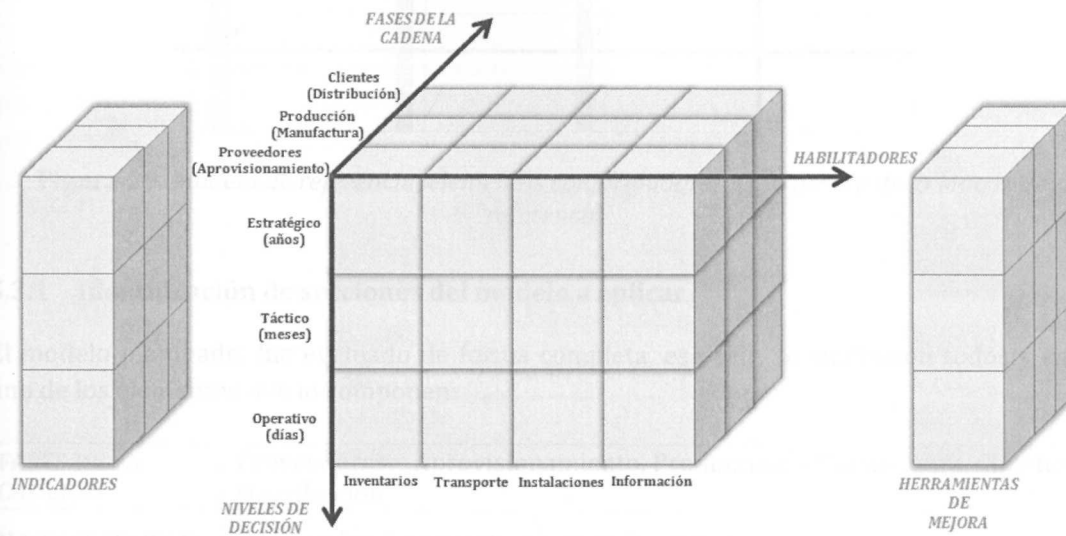 FASES DE LA
CADENA
Clientes
(Distribución)
Producción
(Manufactura)
Proveedores
(Aprovisionamiento)
HABILITADORES
Estratégico
(años)
Táctico
(meses)
Operativo
(días)
Inventarios Transporte Instalaciones Información
INDICADORES
NIVELES DE
DECISIÓN
HERRAMIENTAS
DE
MEJORA